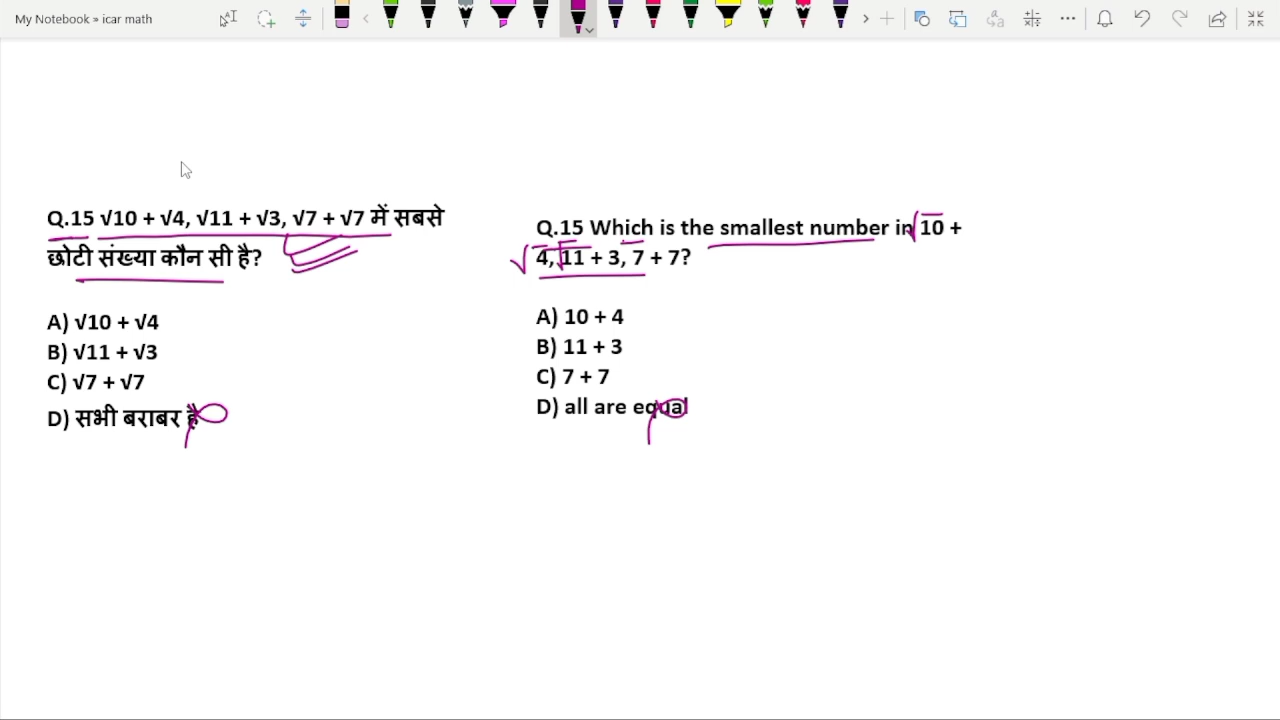 My Notebook » icar math
Q.15 √10 + √4, √11 + √3, √7 + √7 में सबसे
छोटी संख्या कौन सी है?
A) √10 + √4
B) √11 + √3
C) √7 + √7
D) सभी बराबर है
Q.15 Which is the smallest number in √10 +
√4, √11 + 3, 7 + 7?
A) 10 + 4
B) 11 + 3
C) 7 + 7
D) all are equal